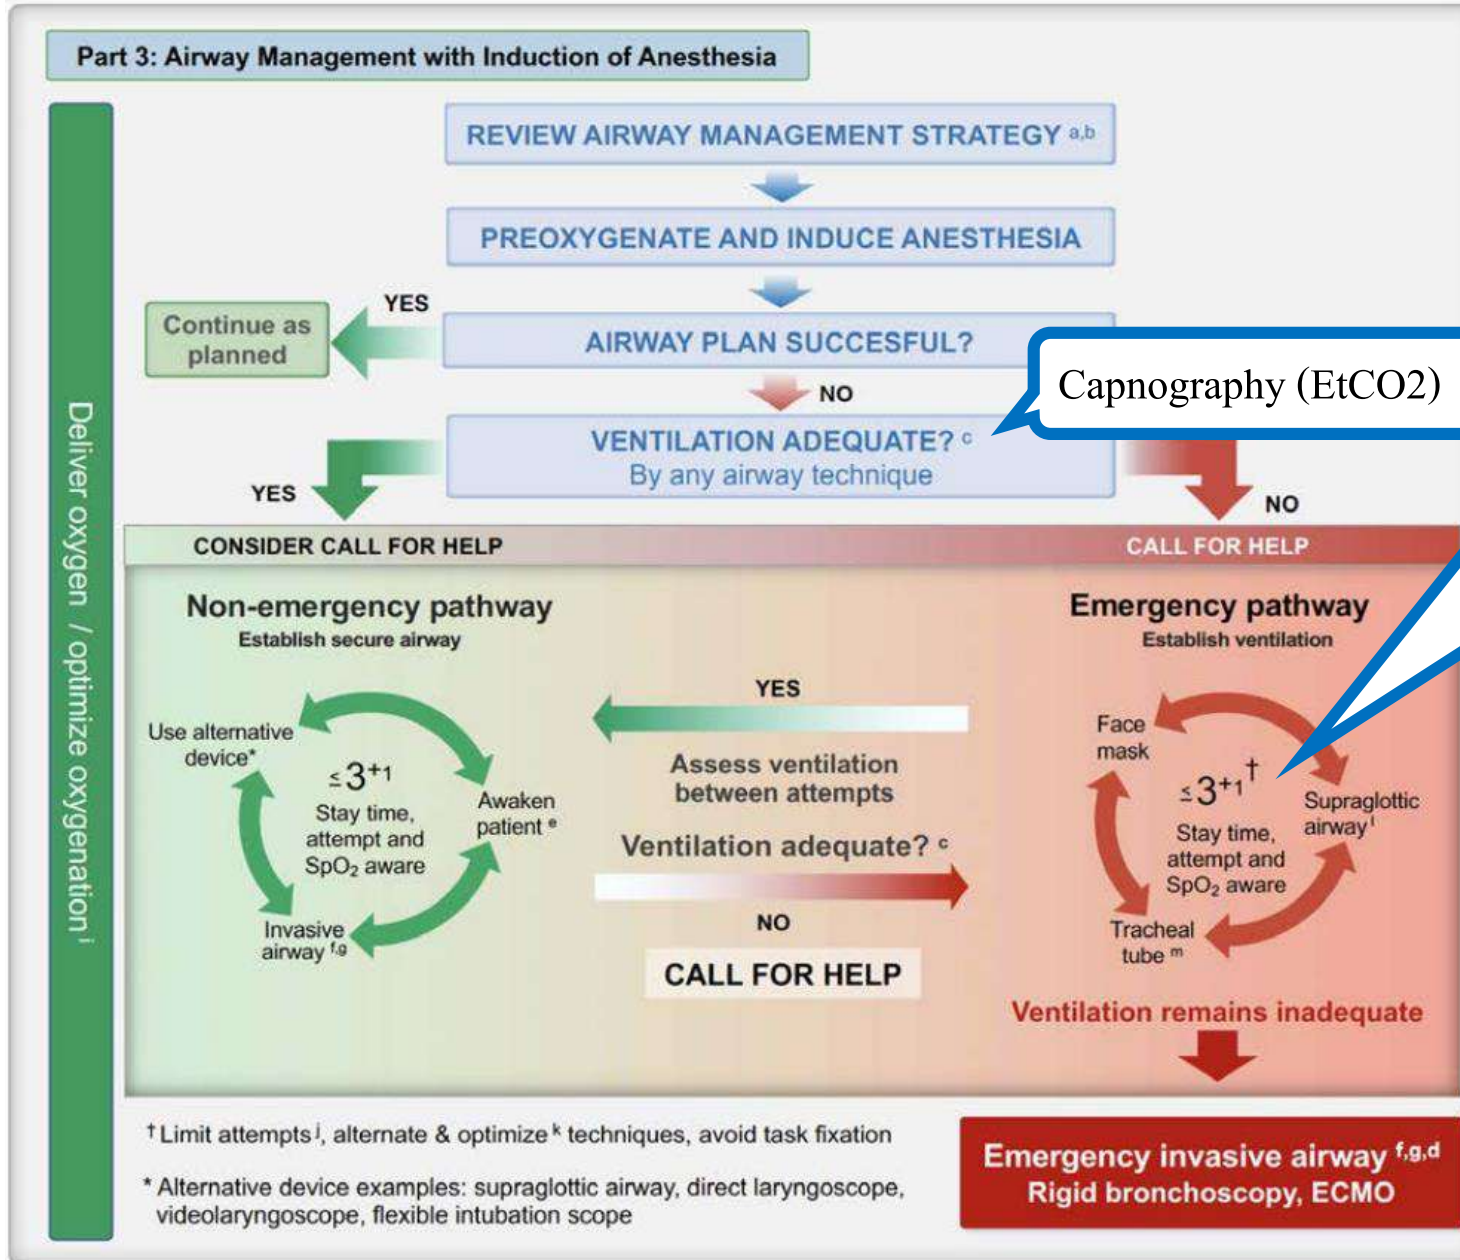 Part 3: Airway Management with Induction of Anesthesia
REVIEW AIRWAY MANAGEMENT STRATEGY a,b
PREOXYGENATE AND INDUCE ANESTHESIA
YES
Continue as
planned
AIRWAY PLAN SUCCESFUL?
NO
Capnography (EtCO2)
VENTILATION ADEQUATE? c
By any airway technique
YES
NO
Deliver oxygen / optimize oxygenation i
CONSIDER CALL FOR HELP
CALL FOR HELP
Non-emergency pathway
Establish secure airway
Use alternative
device*
≤3+1
Stay time,
attempt and
SpO2 aware
Awaken
patient e
Invasive
airway f,g
YES
Assess ventilation
between attempts
Ventilation adequate? c
NO
CALL FOR HELP
Emergency pathway
Establish ventilation
Face
mask
≤3+1†
Stay time,
attempt and
SpO2 aware
Supraglottic
airway l
Tracheal
tube m
Ventilation remains inadequate
† Limit attempts j, alternate & optimize k techniques, avoid task fixation
* Alternative device examples: supraglottic airway, direct laryngoscope,
videolaryngoscope, flexible intubation scope
Emergency invasive airway f,g,d
Rigid bronchoscopy, ECMO